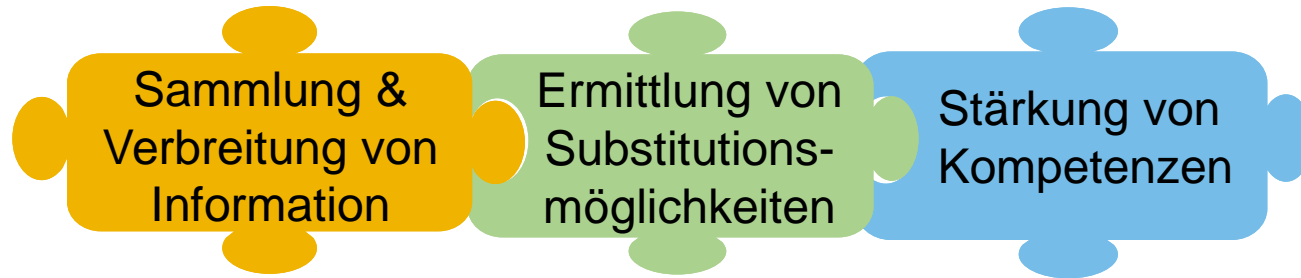 Sammlung &
Verbreitung von
Information
Ermittlung von
Substitutions-
möglichkeiten
Stärkung von
Kompetenzen